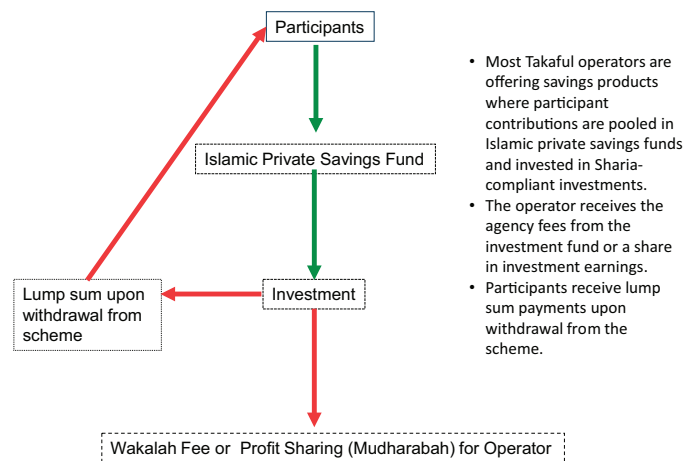 Participants
Islamic Private Savings Fund
Lump sum upon
withdrawal from
scheme
Investment
Wakalah Fee or Profit Sharing (Mudharabah) for Operator
• Most Takaful operators are
offering savings products
where participant
contributions are pooled in
Islamic private savings funds
and invested in Sharia-
compliant investments.
• The operator receives the
agency fees from the
investment fund or a share
in investment earnings.
• Participants receive lump
sum payments upon
withdrawal from the
scheme.